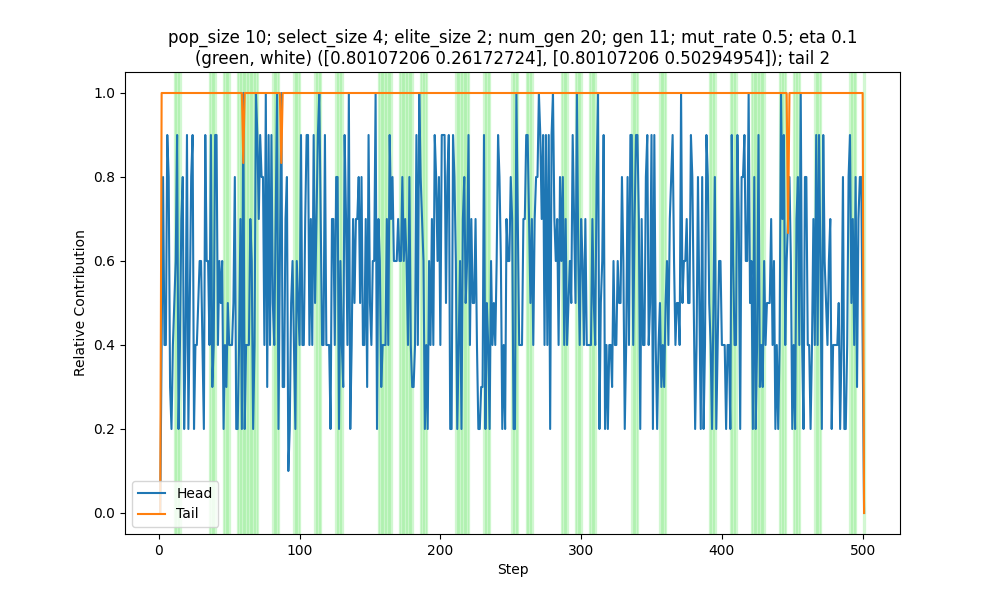 pop_size 10; select_size 4; elite_size 2; num_gen 20; gen 11; mut_rate 0.5; eta 0.1
(green, white) ([0.80107206 0.26172724], [0.80107206 0.50294954]); tail 2
1.0
0.8
0.6
0.4
0.2
0.0
Relative Contribution
Head
Tail
0
100
200
300
400
500
Step